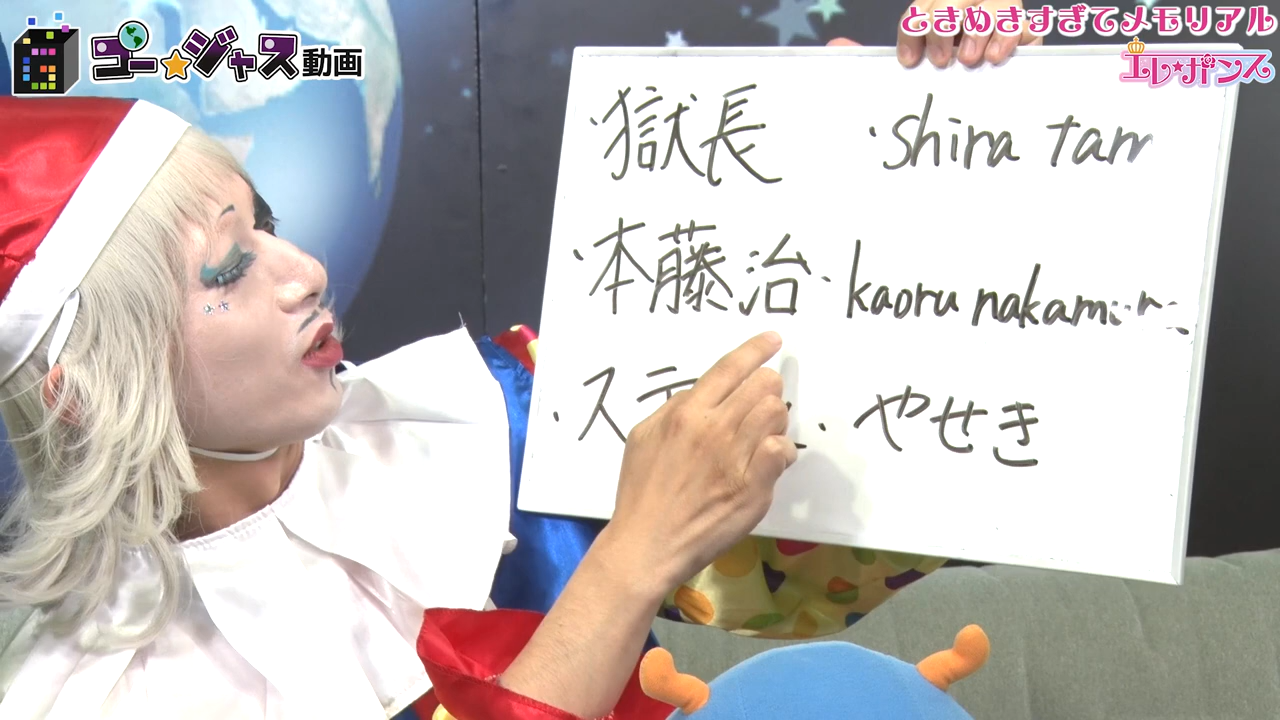 ゴー☆ジャス動画
ときめきすぎてメモリアル
エレ★ガンス
・獄長
・shira tam
・本藤治
・kaoru nakamura
・ス
・やせき